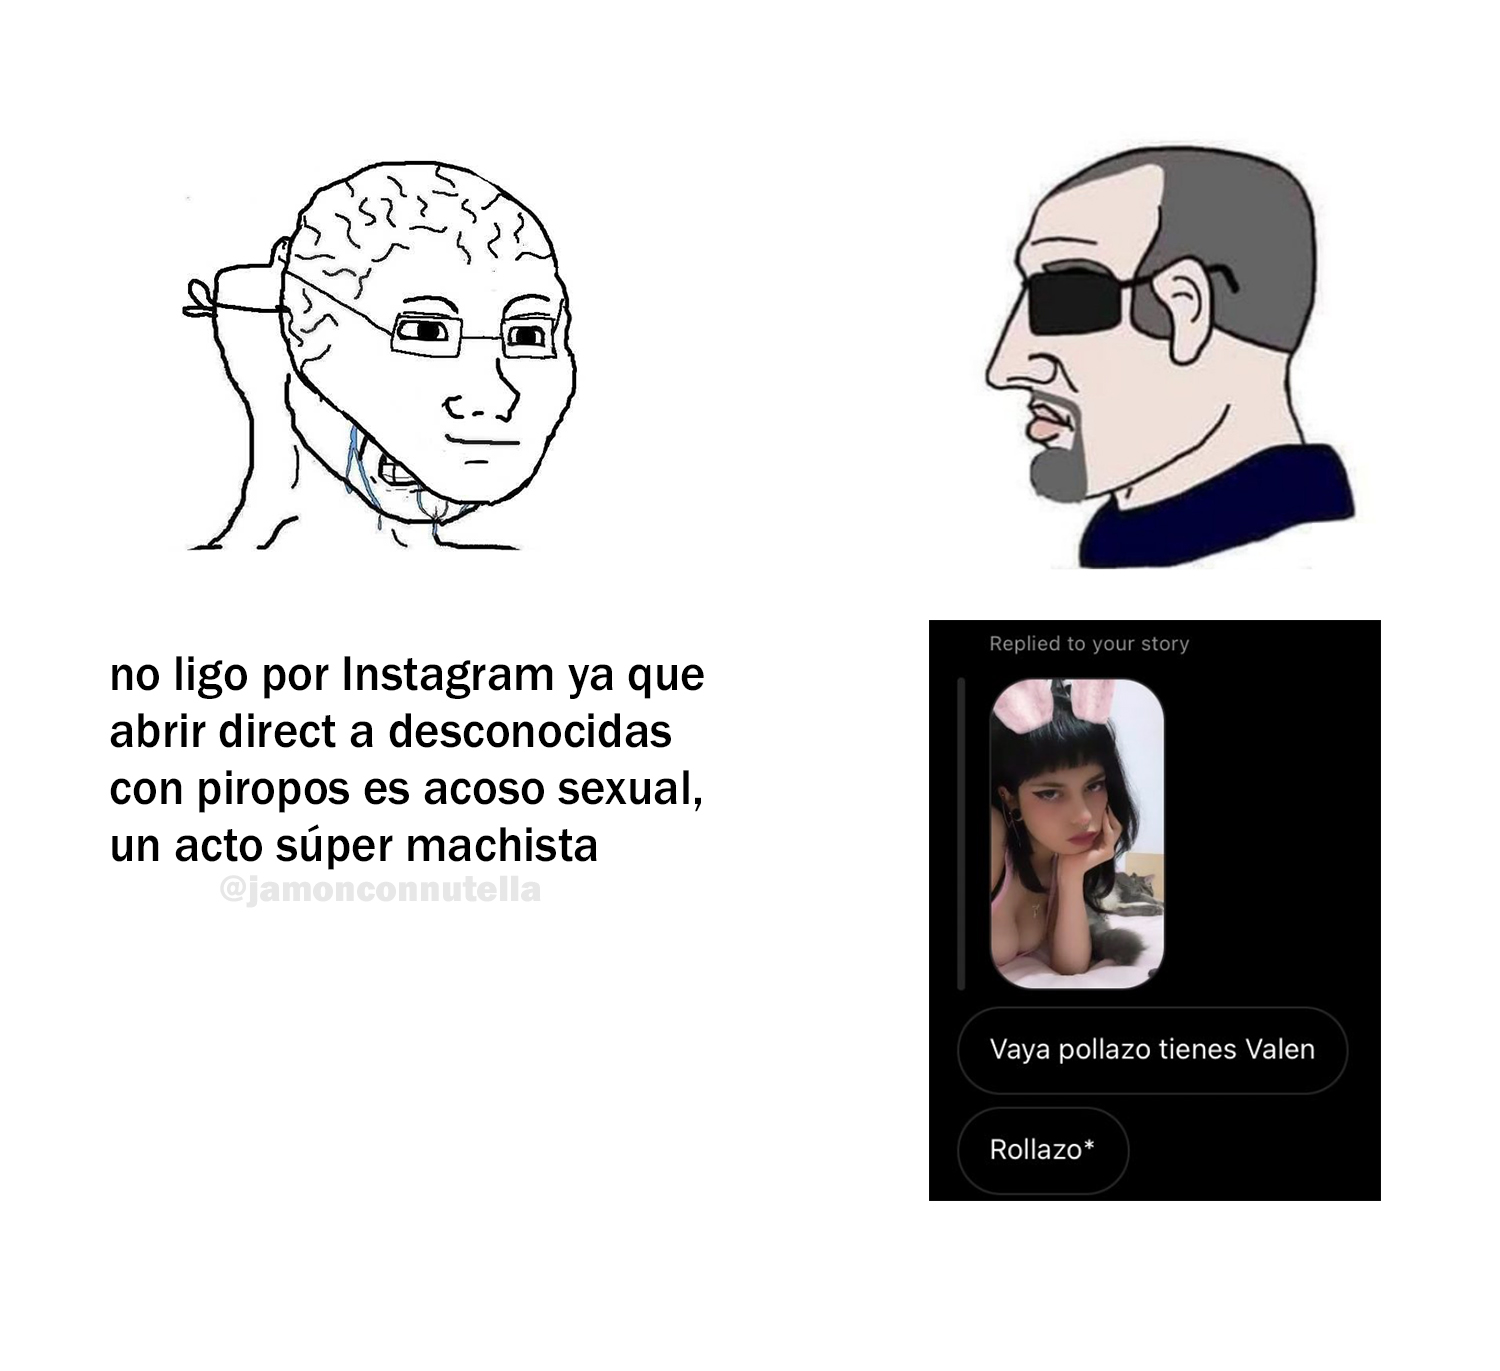 no ligo por Instagram ya que
abrir direct a desconocidas
con piropos es acoso sexual,
un acto súper machista
@jamonconnutella
Replied to your story
Vaya pollazo tienes Valen
Rollazo*